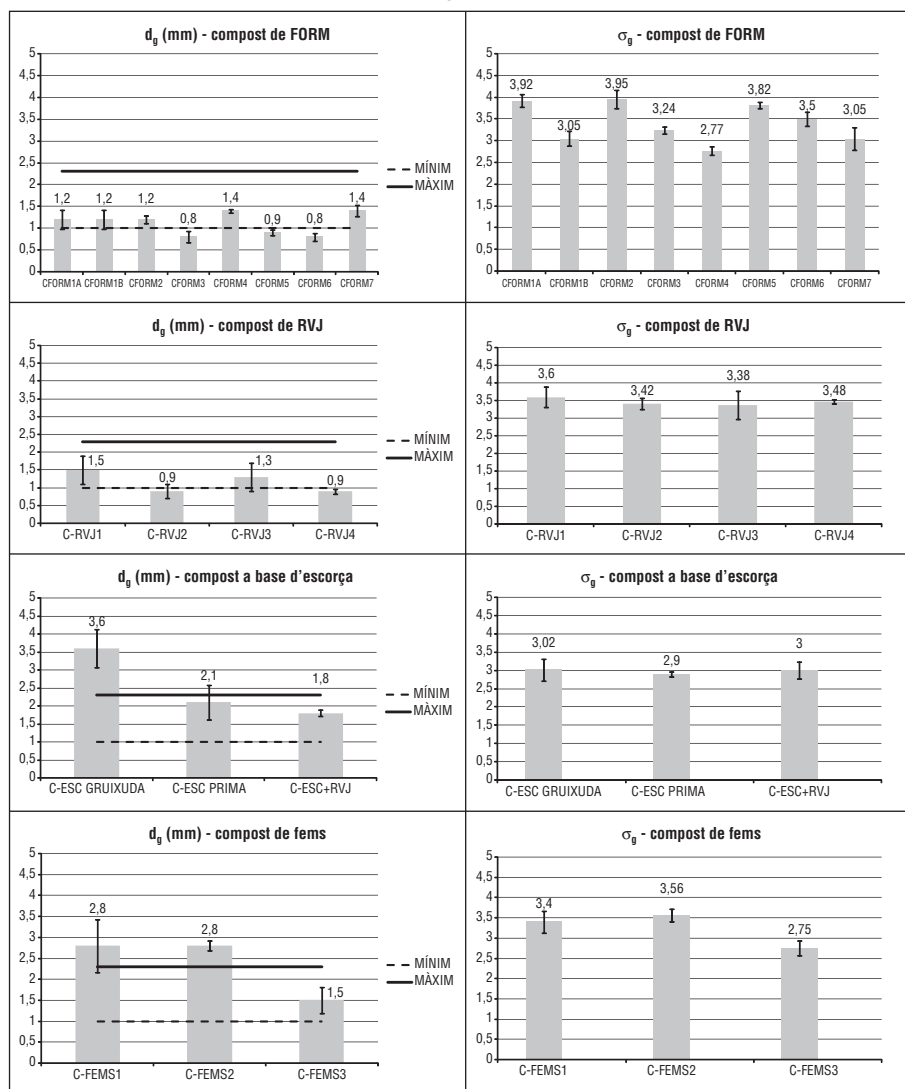 dg (mm) - compost de FORM
5
4,5
4
3,5
3
2,5
2
1,5
1
0,5
0
1,2 1,2 1,2 0,8 1,4 0,9 0,8 1,4
MÍNIM
MÀXIM
CFORM1A CFORM1B CFORM2 CFORM3 CFORM4 CFORM5 CFORM6 CFORM7
σg - compost de FORM
5
4,5
4
3,5
3
2,5
2
1,5
1
0,5
0
3,92 3,05 3,95 3,24 2,77 3,82 3,5 3,05
CFORM1A CFORM1B CFORM2 CFORM3 CFORM4 CFORM5 CFORM6 CFORM7
dg (mm) - compost de RVJ
5
4,5
4
3,5
3
2,5
2
1,5
1
0,5
0
1,5 0,9 1,3 0,9
MÍNIM
MÀXIM
C-RVJ1 C-RVJ2 C-RVJ3 C-RVJ4
σg - compost de RVJ
5
4,5
4
3,5
3
2,5
2
1,5
1
0,5
0
3,6 3,42 3,38 3,48
C-RVJ1 C-RVJ2 C-RVJ3 C-RVJ4
dg (mm) - compost a base d'escorça
5
4,5
4
3,5
3
2,5
2
1,5
1
0,5
0
3,6 2,1 1,8
MÍNIM
MÀXIM
C-ESC GRUIXUDA C-ESC PRIMA C-ESC+RVJ
σg - compost a base d'escorça
5
4,5
4
3,5
3
2,5
2
1,5
1
0,5
0
3,02 2,9 3
C-ESC GRUIXUDA C-ESC PRIMA C-ESC+RVJ
dg (mm) - compost de fems
5
4,5
4
3,5
3
2,5
2
1,5
1
0,5
0
2,8 2,8 1,5
MÍNIM
MÀXIM
C-FEMS1 C-FEMS2 C-FEMS3
σg - compost de fems
5
4,5
4
3,5
3
2,5
2
1,5
1
0,5
0
3,4 3,56 2,75
C-FEMS1 C-FEMS2 C-FEMS3